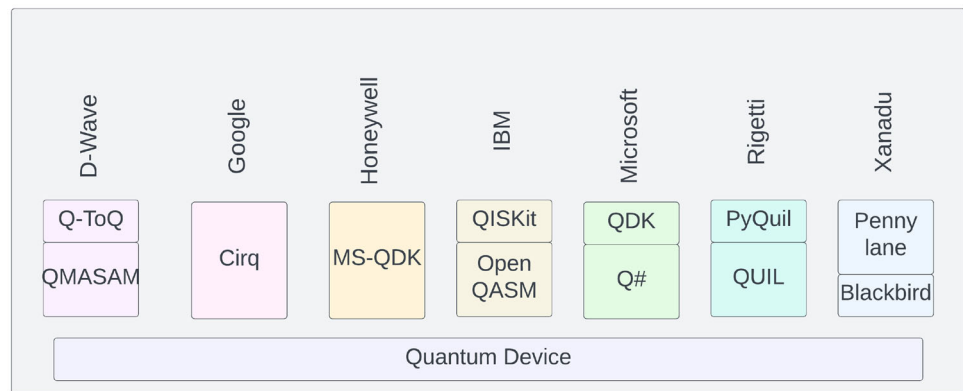 D-Wave
Google
Honeywell
IBM
Microsoft
Rigetti
Xanadu
Q-ToQ
QMASAM
Cirq
MS-QDK
QISKit
Open
QASM
QDK
Q#
PyQuil
QUIL
Penny
lane
Blackbird
Quantum Device